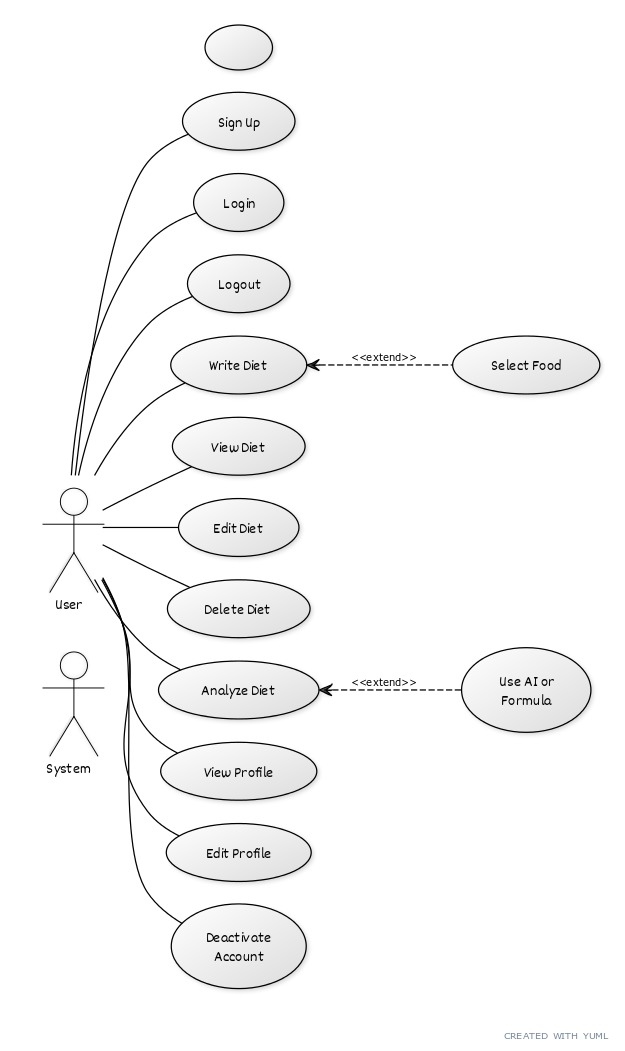 Sign Up
Login
Logout
Write Diet
<<extend>>
Select Food
View Diet
Edit Diet
User
Delete Diet
Analyze Diet
<<extend>>
Use AI or
Formula
System
View Profile
Edit Profile
Deactivate
Account
CREATED WITH YUML